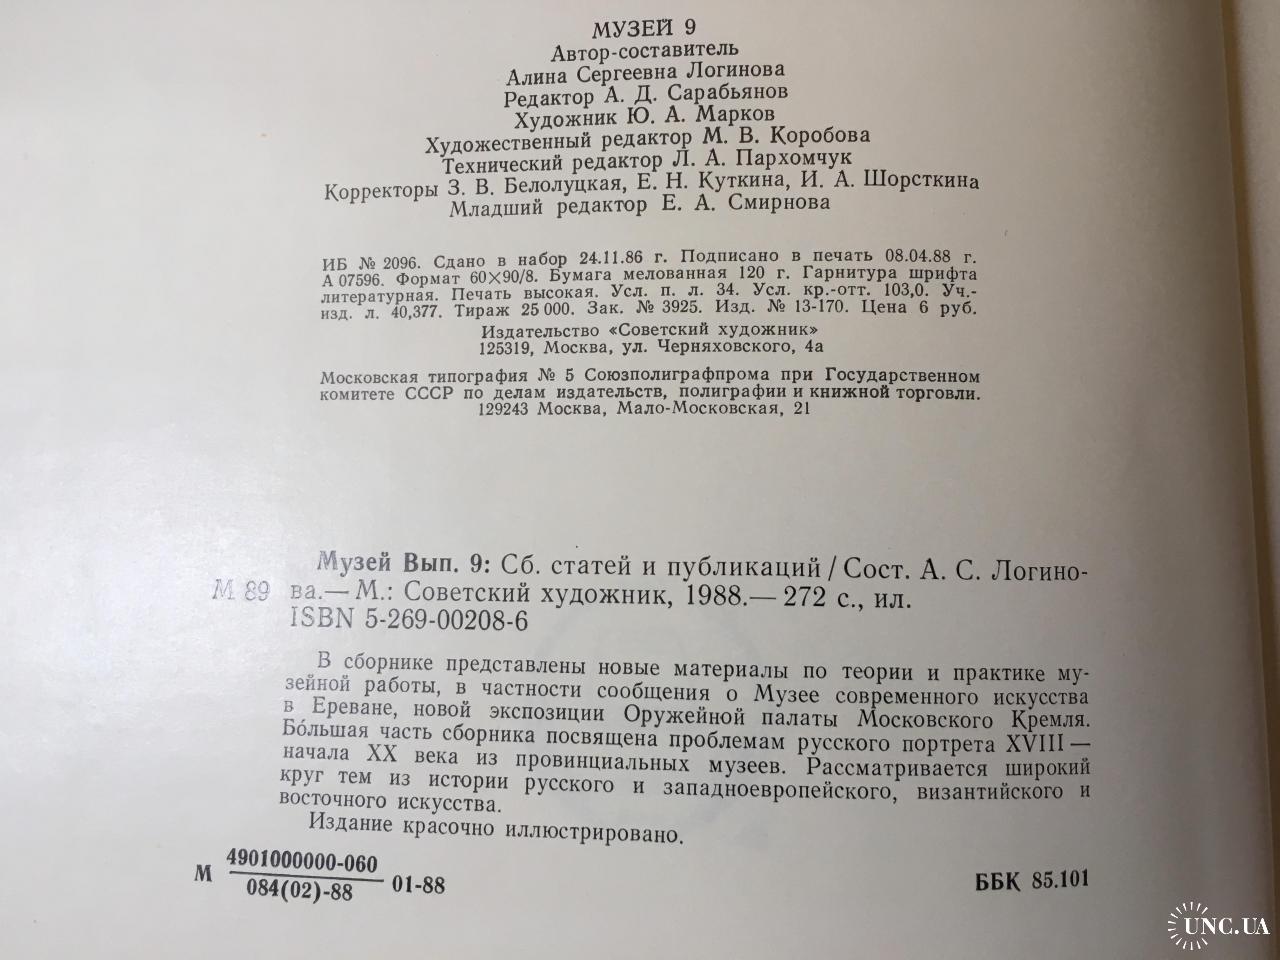 МУЗЕЙ 9
Автор-составитель
Алина Сергеевна Логинова
Редактор А. Д. Сарабьянов
Художник Ю. А. Марков
Художественный редактор М. В. Коробова
Технический редактор Л. А. Пархомчук
Корректоры З. В. Белолуцкая, Е. Н. Куткина, И. А. Шорсткина
Младший редактор Е. А. Смирнова
ИБ № 2096. Сдано в набор 24.11.86 г. Подписано в печать 08.04.88 г.
А 07596. Формат 60×90/8. Бумага мелованная 120 г. Гарнитура шрифта
литературная. Печать высокая. Усл. п. л. 34. Усл. кр.-отт. 103,0. Уч.-
изд. л. 40,377. Тираж 25 000. Зак. № 3925. Изд. № 13-170. Цена 6 руб.
Издательство «Советский художник»
125319, Москва, ул. Черняховского, 4а
Московская типография № 5 Союзполиграфпрома при Государственном
комитете СССР по делам издательств, полиграфии и книжной торговли.
129243 Москва, Мало-Московская, 21
Музей Вып. 9: Сб. статей и публикаций / Сост. А. С. Логино-
М 89 ва.— М.: Советский художник, 1988.— 272 с., ил.
ISBN 5-269-00208-6
В сборнике представлены новые материалы по теории и практике му-
зейной работы, в частности сообщения о Музее современного искусства
в Ереване, новой экспозиции Оружейной палаты Московского Кремля.
Бо́льшая часть сборника посвящена проблемам русского портрета XVIII —
начала XX века из провинциальных музеев. Рассматривается широкий
круг тем из истории русского и западноевропейского, византийского и
восточного искусства.
Издание красочно иллюстрировано.
М 4901000000-060
084(02)-88 01-88
ББК 85.101
UNC.UA